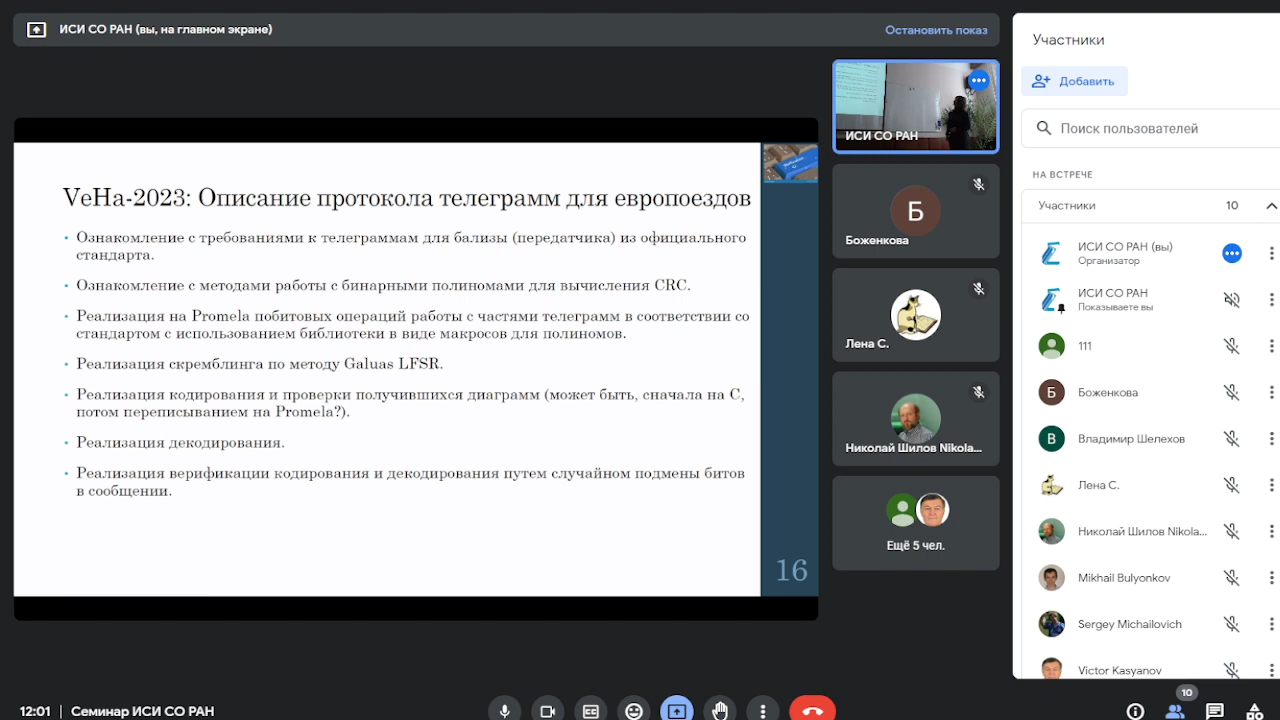 ИСИ СО РАН (вы, на главном экране)
Остановить показ
VeHa-2023: Описание протокола телеграмм для европоездов
• Ознакомление с требованиями к телеграммам для бализы (передатчика) из официального
стандарта.
• Ознакомление с методами работы с бинарными полиномами для вычисления CRC.
• Реализация на Promela побитовых опраций работы с частями телеграмм в соответствии со
стандартом с использованием библиотеки в виде макросов для полиномов.
• Реализация скремблинга по методу Galuas LFSR.
• Реализация кодирования и проверки получившихся диаграмм (может быть, сначала на C,
потом переписыванием на Promela?).
• Реализация декодирования.
• Реализация верификации кодирования и декодирования путем случайном подмены битов
в сообщении.
16
ИСИ СО РАН
Б
Боженкова
Лена С.
Николай Шилов Nikola...
Ещё 5 чел.
Участники
Добавить
Поиск пользователей
НА ВСТРЕЧЕ
Участники 10
ИСИ СО РАН (вы)
Организатор
ИСИ СО РАН
Показываете вы
111
Б Боженкова
В Владимир Шелехов
Лена С.
Николай Шилов Nikola...
Mikhail Bulyonkov
Sergey Michailovich
Victor Kasyanov
12:01 | Семинар ИСИ СО РАН
10